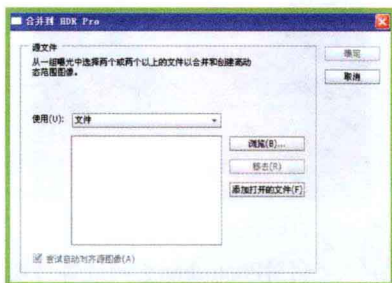 合并到 HDR Pro
源文件
从一组曝光中选择两个或两个以上的文件以合并和创建高动
态范围图像。
确定
取消
使用(U): 文件
浏览(B)...
移去(R)
添加打开的文件(F)
尝试自动对齐源图像(A)